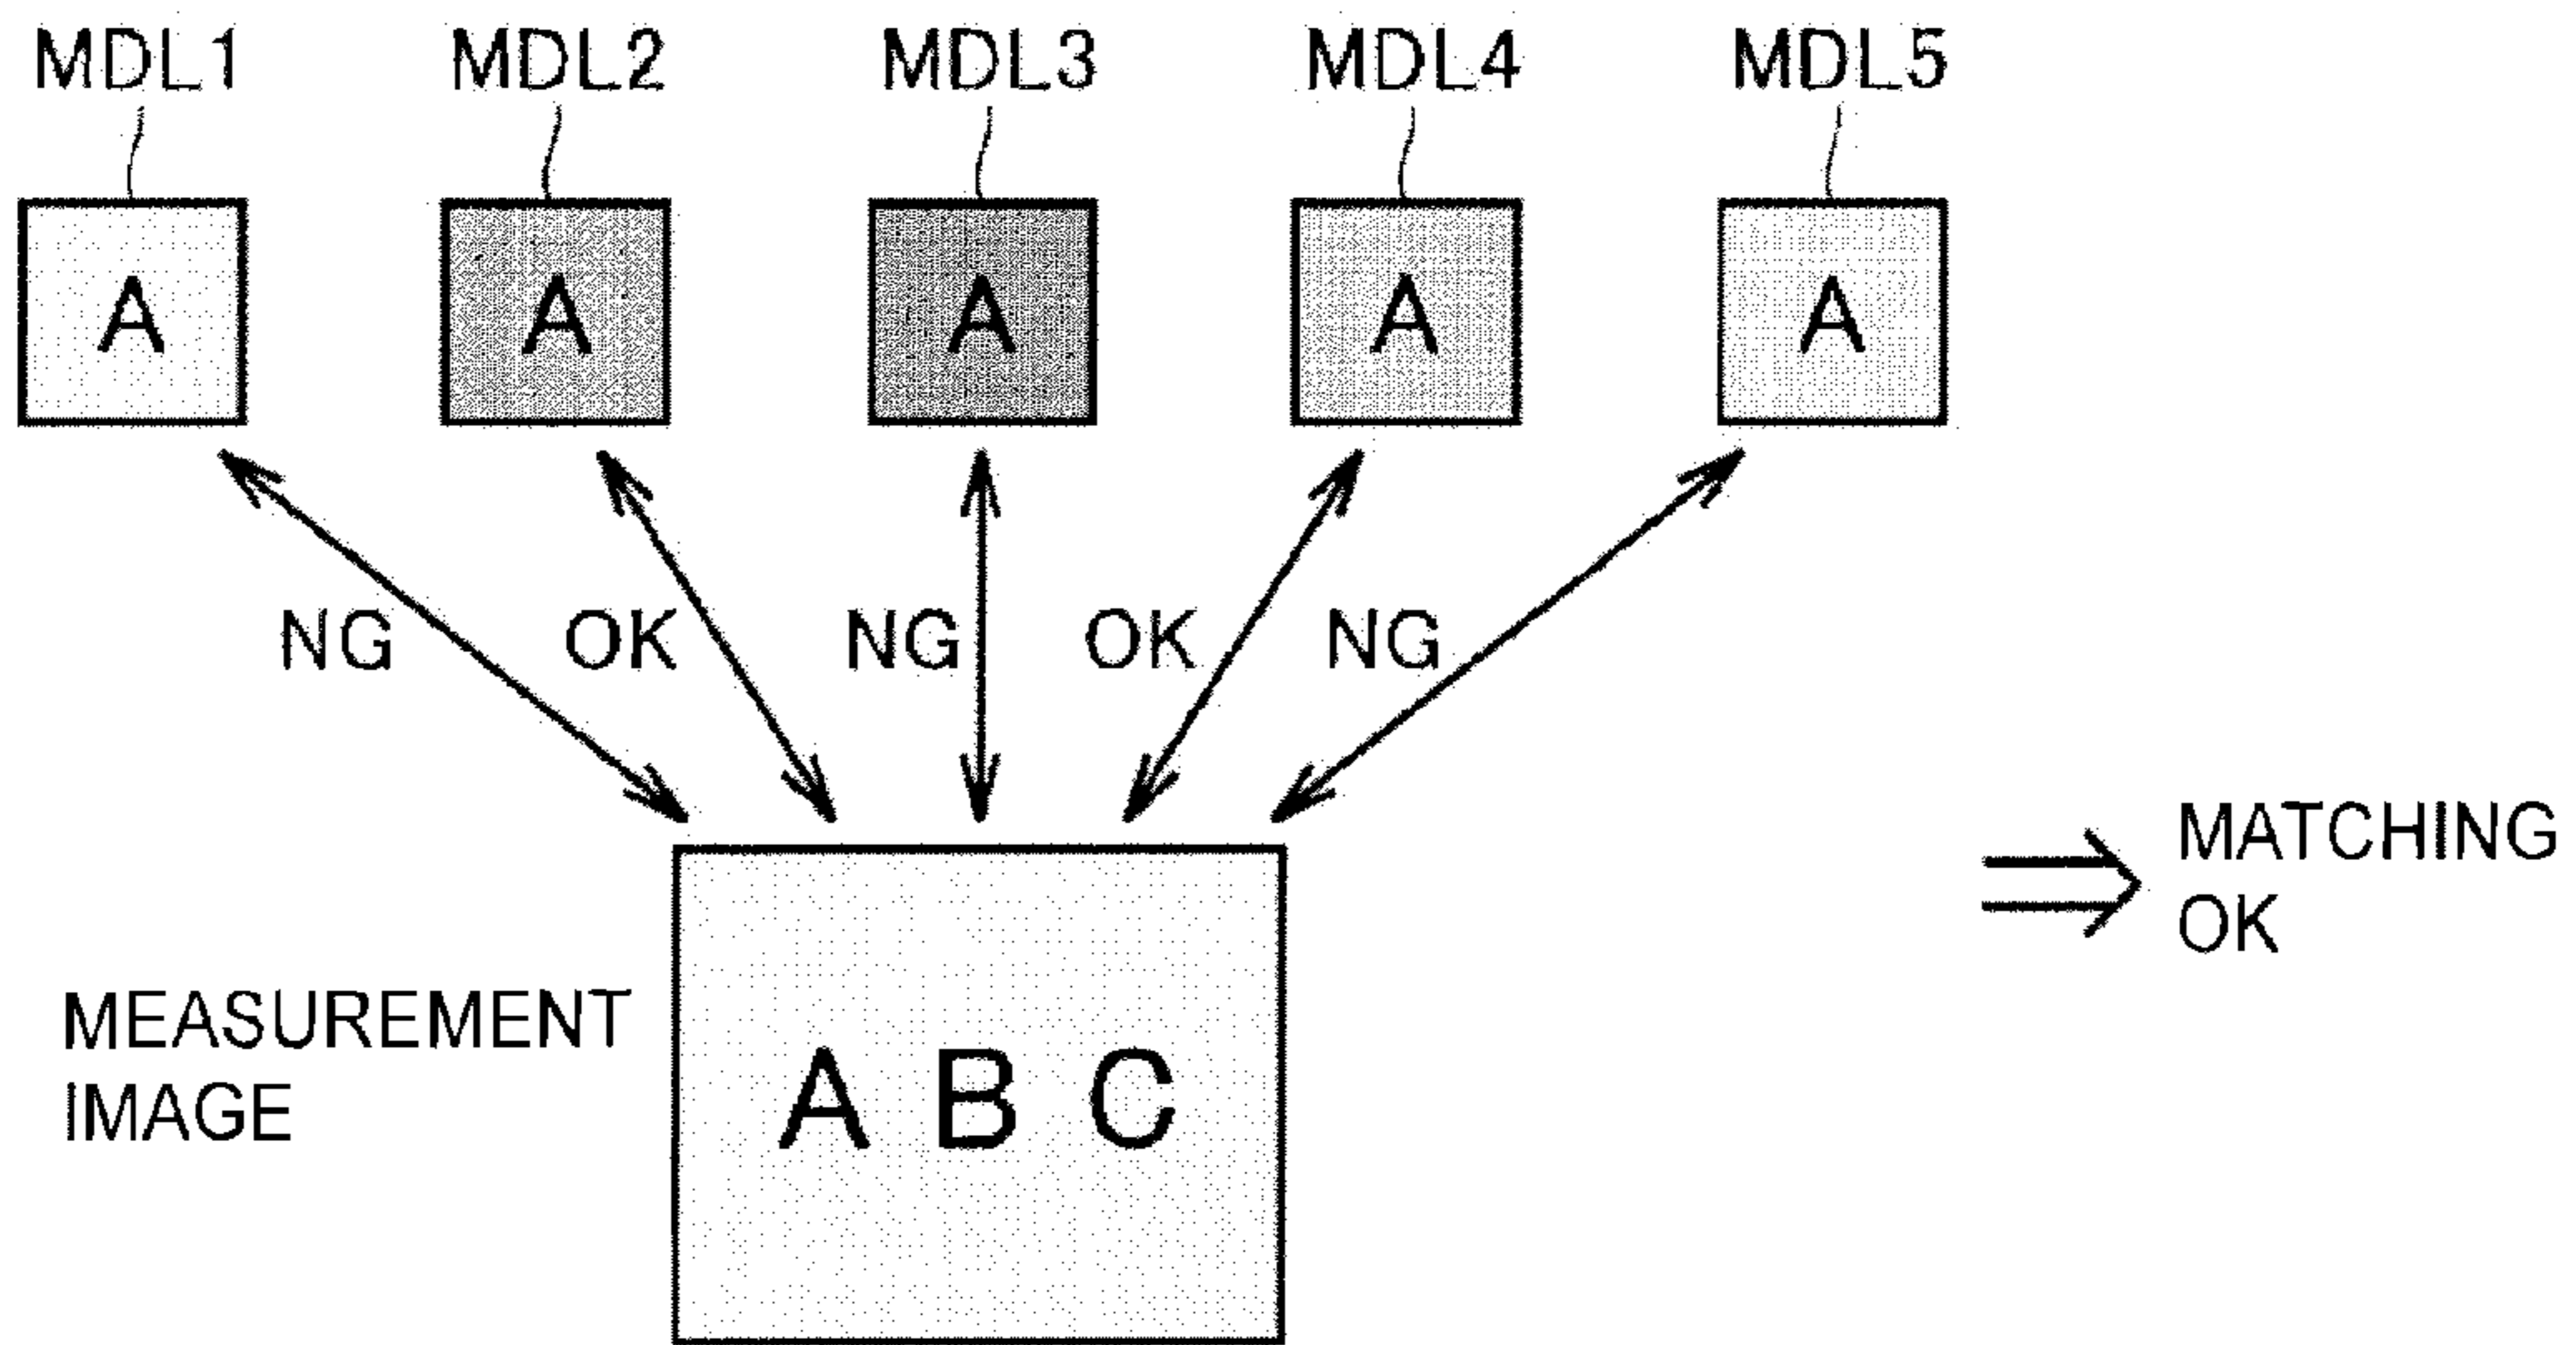 MDL1 MDL2 MDL3 MDL4 MDL5
A A A A A
NG OK NG OK NG
MATCHING
OK
MEASUREMENT
IMAGE
A B C